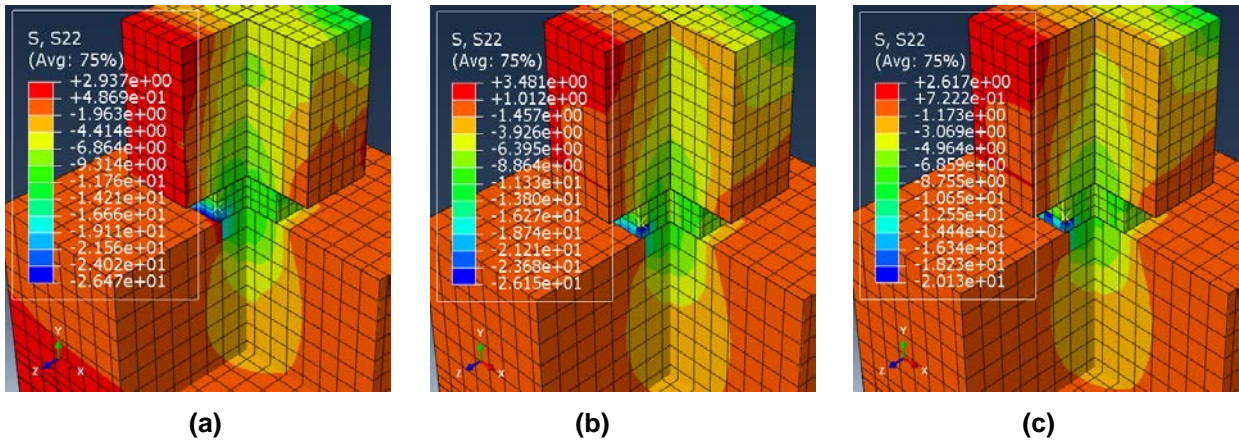 S, S22
(Avg: 75%)
+2.937e+00
+4.869e-01
-1.963e+00
-4.414e+00
-6.864e+00
-9.314e+00
-1.176e+01
-1.421e+01
-1.666e+01
-1.911e+01
-2.156e+01
-2.402e+01
-2.647e+01
Y
Z
X
(a)
S, S22
(Avg: 75%)
+3.481e+00
+1.012e+00
-1.457e+00
-3.926e+00
-6.395e+00
-8.864e+00
-1.133e+01
-1.380e+01
-1.627e+01
-1.874e+01
-2.121e+01
-2.368e+01
-2.615e+01
Y
Z
X
(b)
S, S22
(Avg: 75%)
+2.617e+00
+7.222e-01
-1.173e+00
-3.069e+00
-4.964e+00
-6.859e+00
-8.755e+00
-1.065e+01
-1.255e+01
-1.444e+01
-1.634e+01
-1.823e+01
-2.013e+01
Y
Z
X
(c)